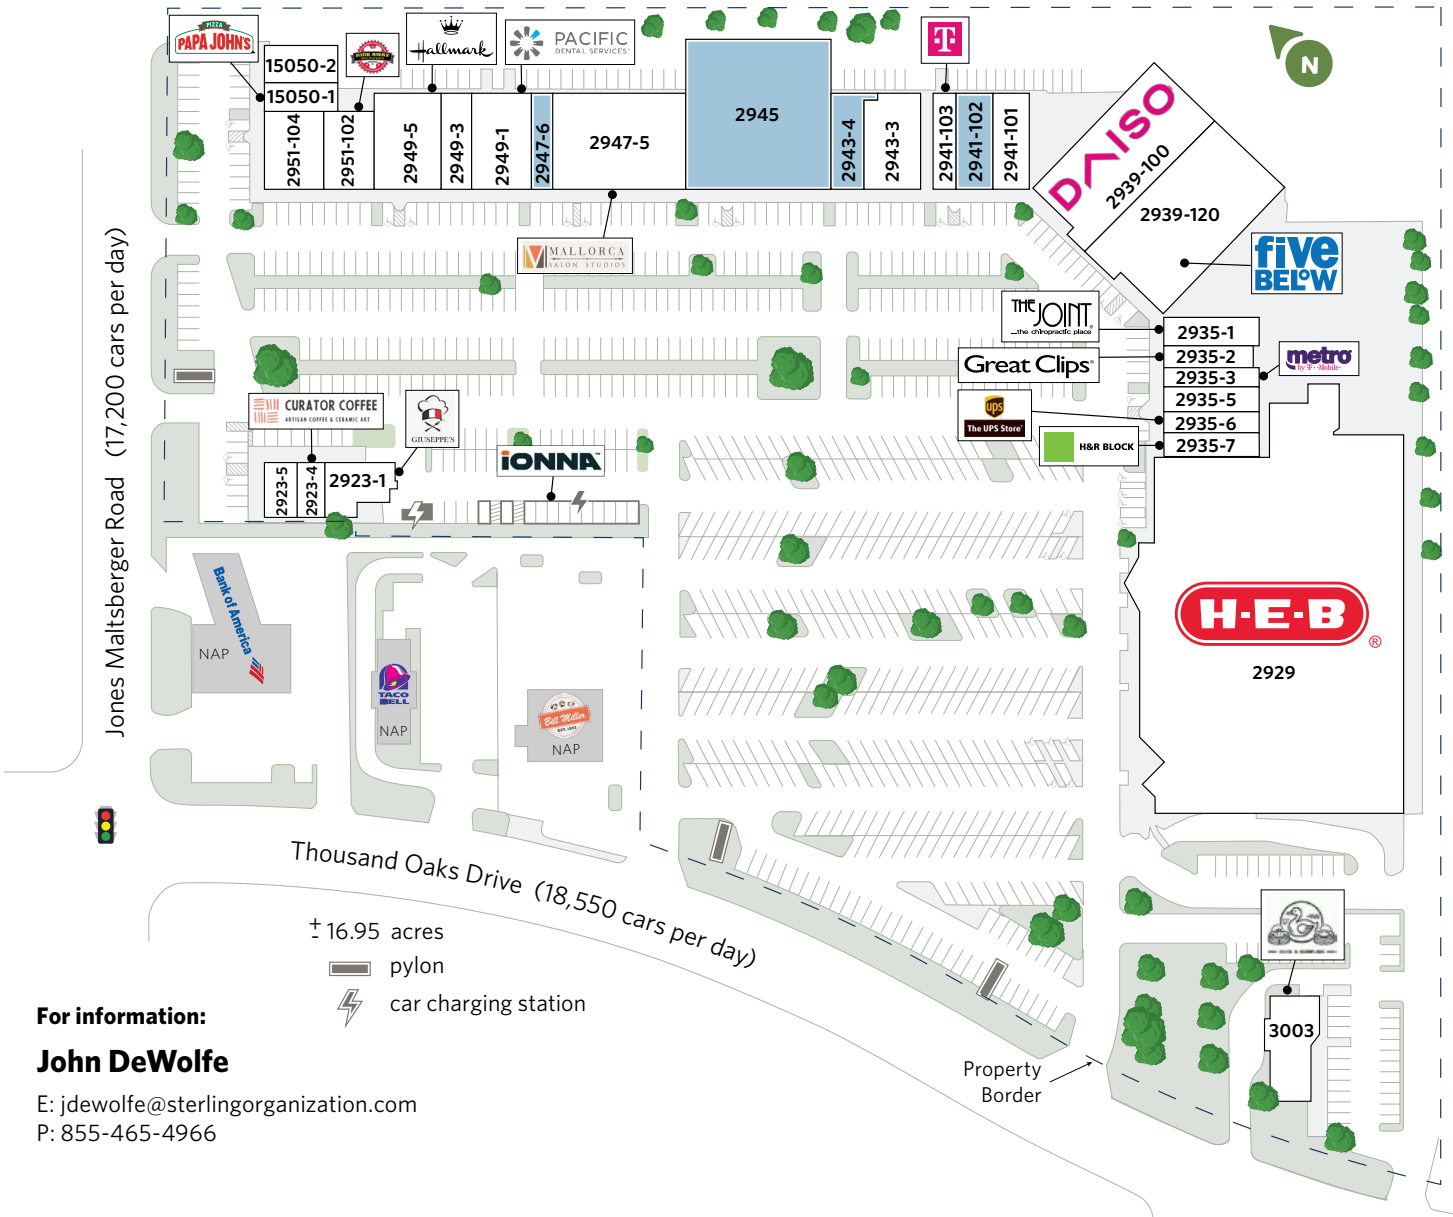 PIZZA
PAPA JOHN'S
Hallmark
PACIFIC
DENTAL SERVICES
T
N
15050-2
15050-1
2951-104
2951-102
2949-5
2949-3
2949-1
2947-6
2947-5
2945
2943-4
2943-3
2941-103
2941-102
2941-101
DAISO
2939-100
2939-120
five
BELOW
MALLORCA
SALON STUDIOS
THE JOINT
...the chiropractic place
Great Clips
ups
The UPS Store
H&R BLOCK
metro
by T-Mobile
2935-1
2935-2
2935-3
2935-5
2935-6
2935-7
CURATOR COFFEE
ARTISAN COFFEE & CERAMIC ART
GIUSEPPE'S
iONNA
2923-5
2923-4
2923-1
Jones Maltsberger Road (17,200 cars per day)
Bank of America
NAP
TACO
BELL
NAP
Bill Miller
NAP
H-E-B
®
2929
Thousand Oaks Drive (18,550 cars per day)
± 16.95 acres
pylon
car charging station
3003
Property
Border
For information:
John DeWolfe
E: jdewolfe@sterlingorganization.com
P: 855-465-4966